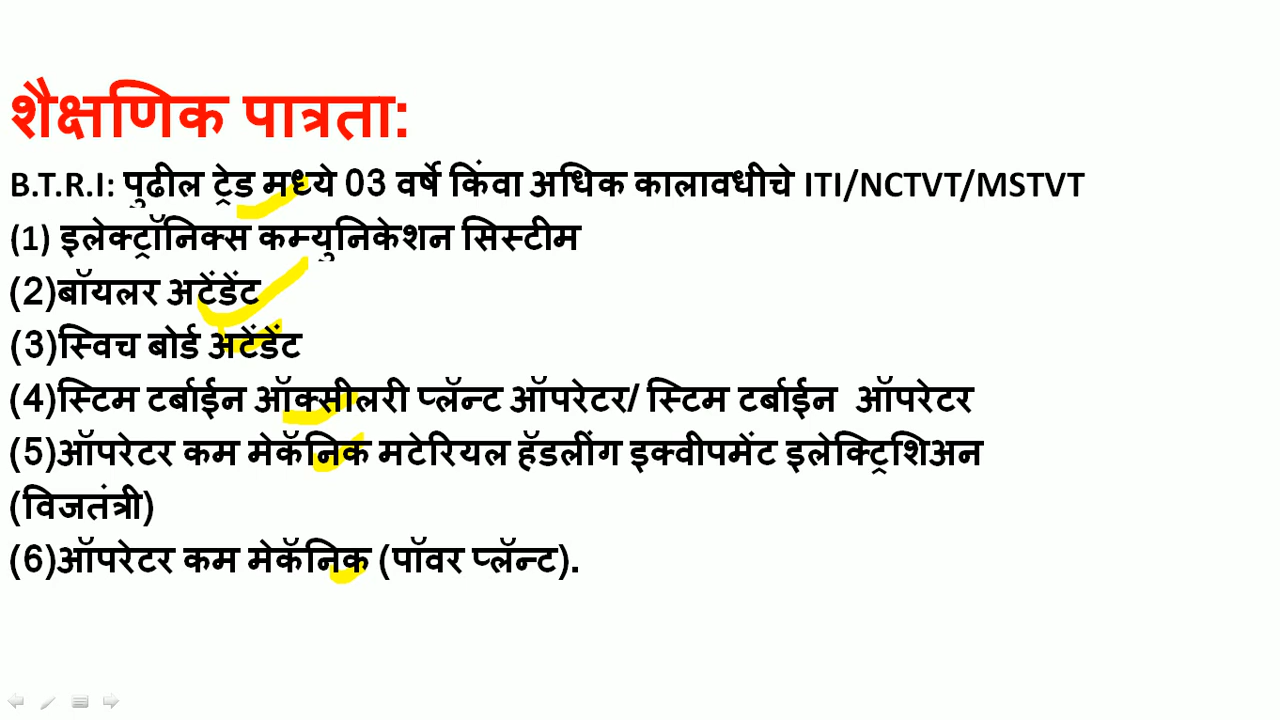 शैक्षणिक पात्रता:
B.T.R.I: पुढील ट्रेड मध्ये 03 वर्षे किंवा अधिक कालावधीचे ITI/NCTVT/MSTVT
(1) इलेक्ट्रॉनिक्स कम्युनिकेशन सिस्टीम
(2)बॉयलर अटेंडेंट
(3)स्विच बोर्ड अटेंडेंट
(4)स्टिम टर्बाईन ऑक्सीलरी प्लॅन्ट ऑपरेटर/ स्टिम टर्बाईन ऑपरेटर
(5)ऑपरेटर कम मेकॅनिक मटेरियल हॅडलींग इक्वीपमेंट इलेक्ट्रिशिअन
(विजतंत्री)
(6)ऑपरेटर कम मेकॅनिक (पॉवर प्लॅन्ट).